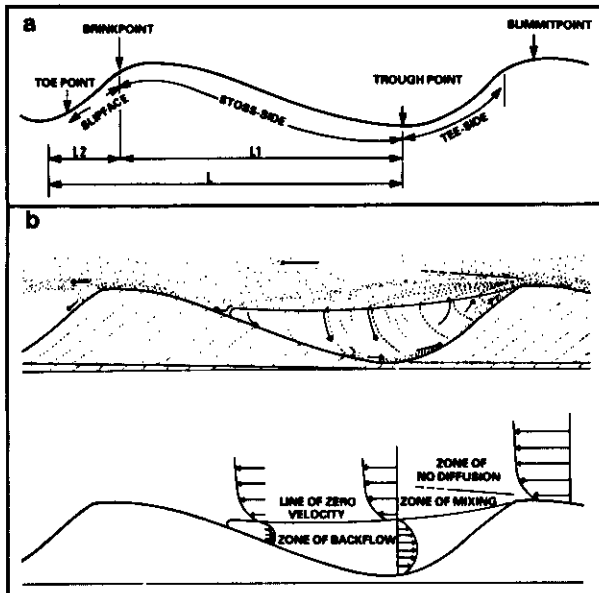 a
BRINKPOINT
SUMMITPOINT
TOE POINT
TROUGH POINT
SLIPFACE
STOSS-SIDE
TEE-SIDE
L2
L1
L
b
ZONE OF
NO DIFFUSION
LINE OF ZERO
VELOCITY
ZONE OF MIXING
ZONE OF BACKFLOW